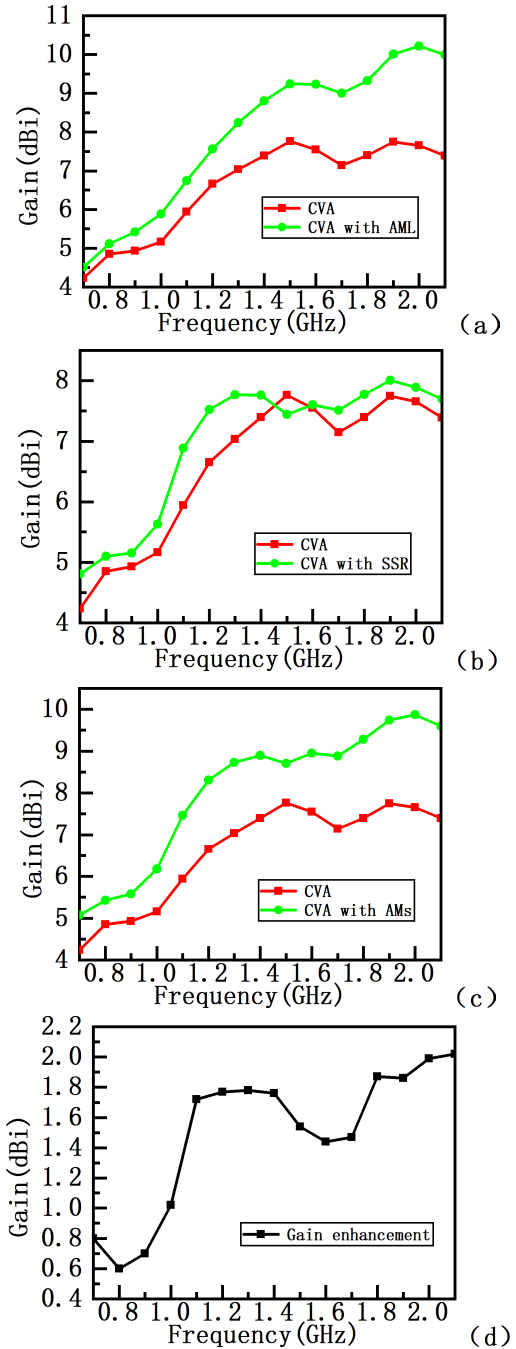 11
10
9
8
7
6
5
4
Gain(dBi)
CVA
CVA with AML
0.8 1.0 1.2 1.4 1.6 1.8 2.0
Frequency(GHz)
(a)
8
7
6
5
4
Gain(dBi)
CVA
CVA with SSR
0.8 1.0 1.2 1.4 1.6 1.8 2.0
Frequency(GHz)
(b)
10
9
8
7
6
5
4
Gain(dBi)
CVA
CVA with AMs
0.8 1.0 1.2 1.4 1.6 1.8 2.0
Frequency(GHz)
(c)
2.2
2.0
1.8
1.6
1.4
1.2
1.0
0.8
0.6
0.4
Gain(dBi)
Gain enhancement
0.8 1.0 1.2 1.4 1.6 1.8 2.0
Frequency(GHz)
(d)